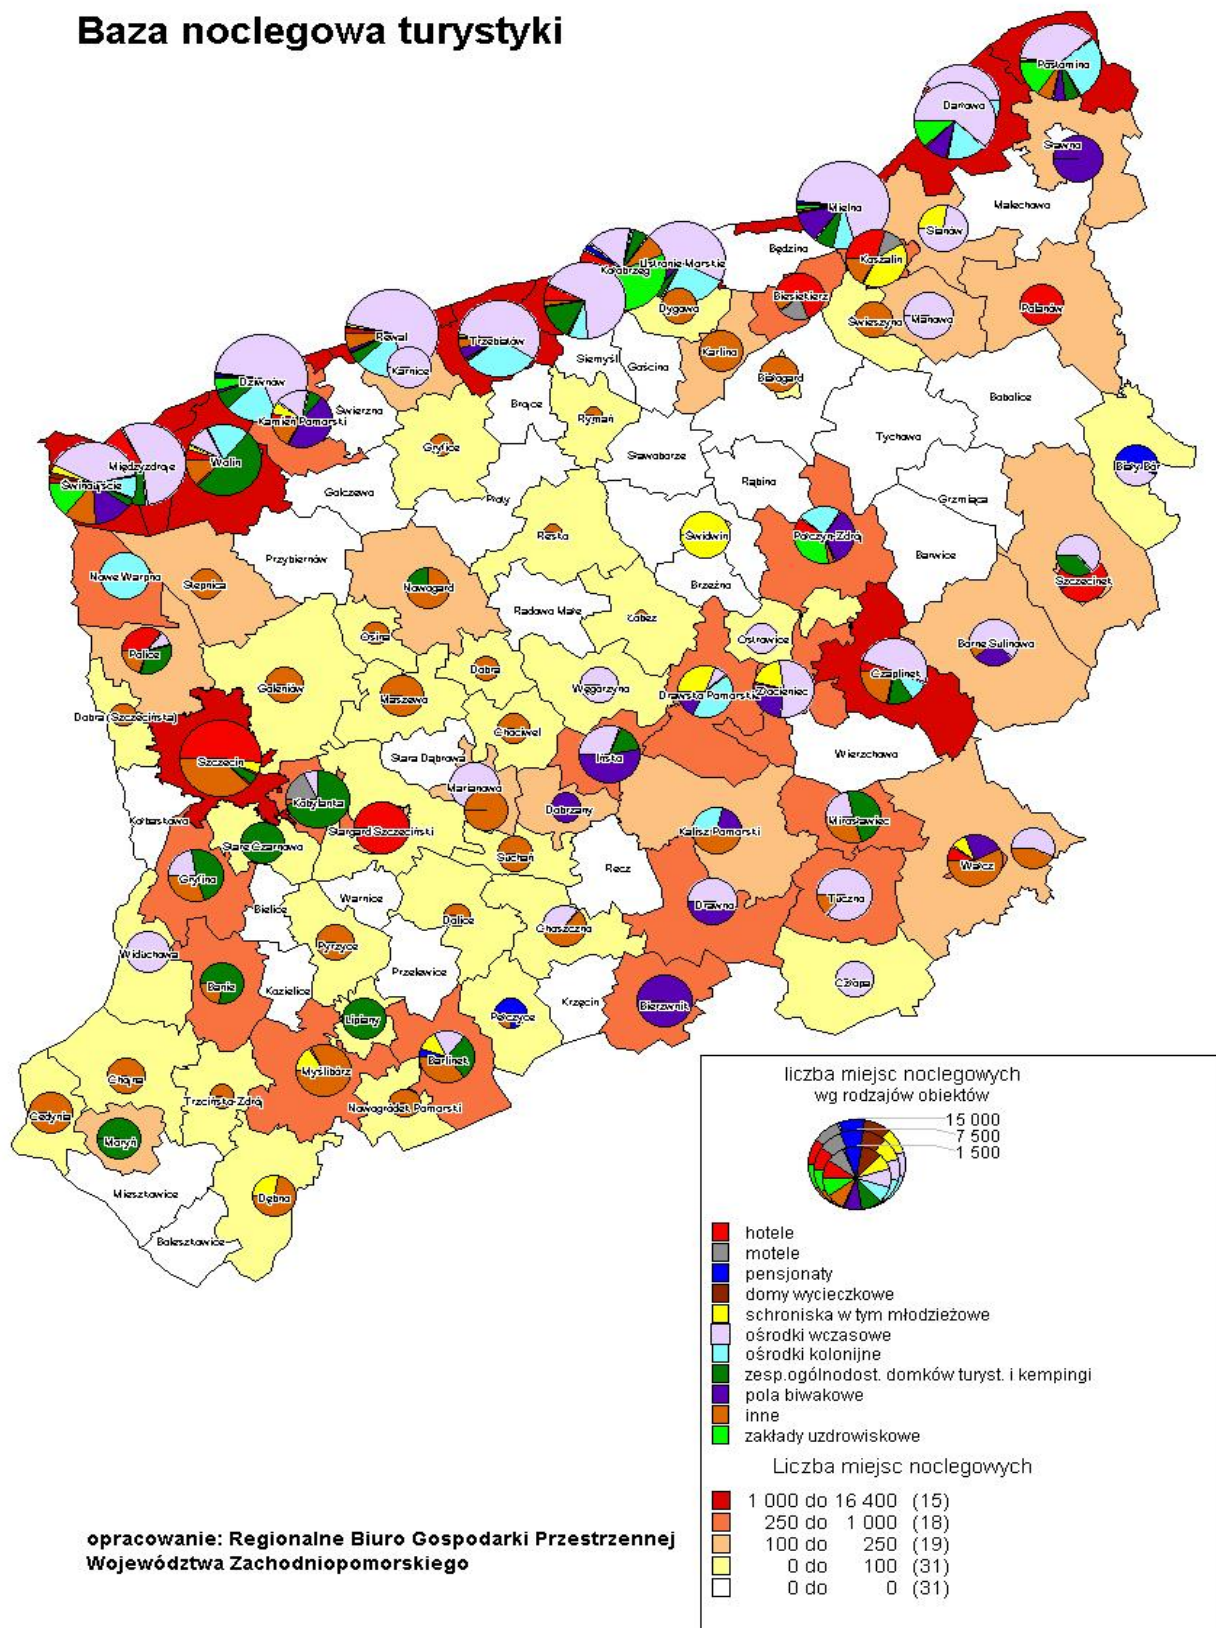 Baza noclegowa turystyki
Postomino
Darłowo
Sławno
Malechowo
Mielno
Sianów
Będzino
Koszalin
Ustronie Morskie
Kołobrzeg
Biesiekierz
Polanów
Dygowo
Świeszyno
Manowo
Rewal
Trzebiatów
Karlino
Siemyśl
Gościno
Karnice
Białogard
Dziwnów
Bobolice
Brojce
Świerzno
Rymań
Kamień Pomorski
Tychowo
Gryfice
Sławoborze
Międzyzdroje
Wolin
Biały Bór
Rąbino
Świnoujście
Golczewo
Płoty
Grzmiąca
Resko
Świdwin
Połczyn-Zdrój
Przybiernów
Barwice
Nowe Warpno
Stepnica
Brzeżno
Szczecinek
Nowogard
Radowo Małe
Łobez
Osina
Ostrowice
Borne Sulinowo
Police
Dobra
Czaplinek
Goleniów
Węgorzyno
Drawsko Pomorskie
Złocieniec
Maszewo
Dobra (Szczecińska)
Chociwel
Stara Dąbrowa
Wierzchowo
Szczecin
Ińsko
Marianowo
Kobylanka
Dobrzany
Kołbaskowo
Mirosławiec
Stargard Szczeciński
Kalisz Pomorski
Stare Czarnowo
Suchań
Wałcz
Recz
Gryfino
Warnice
Tuczno
Drawno
Bielice
Dolice
Choszczno
Pyrzyce
Widuchowa
Przelewice
Człopa
Banie
Kozielice
Krzęcin
Bierzwnik
Pełczyce
Lipiany
Barlinek
Myślibórz
Chojna
Trzcińsko-Zdrój
Nowogródek Pomorski
Cedynia
Moryń
Mieszkowice
Dębno
Boleszkowice
liczba miejsc noclegowych
wg rodzajów obiektów
15 000
7 500
1 500
hotele
motele
pensjonaty
domy wycieczkowe
schroniska w tym młodzieżowe
ośrodki wczasowe
ośrodki kolonijne
zesp.ogólnodost. domków turyst. i kempingi
pola biwakowe
inne
zakłady uzdrowiskowe
Liczba miejsc noclegowych
1 000 do 16 400 (15)
250 do 1 000 (18)
100 do 250 (19)
0 do 100 (31)
0 do 0 (31)
opracowanie: Regionalne Biuro Gospodarki Przestrzennej
Województwa Zachodniopomorskiego